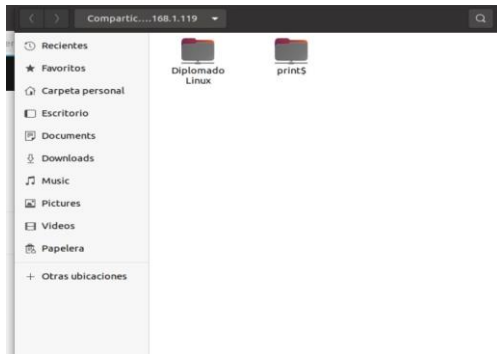 Compartic....168.1.119
Recientes
Favoritos
Carpeta personal
Escritorio
Documents
Downloads
Music
Pictures
Videos
Papelera
Otras ubicaciones
Diplomado
Linux
print$